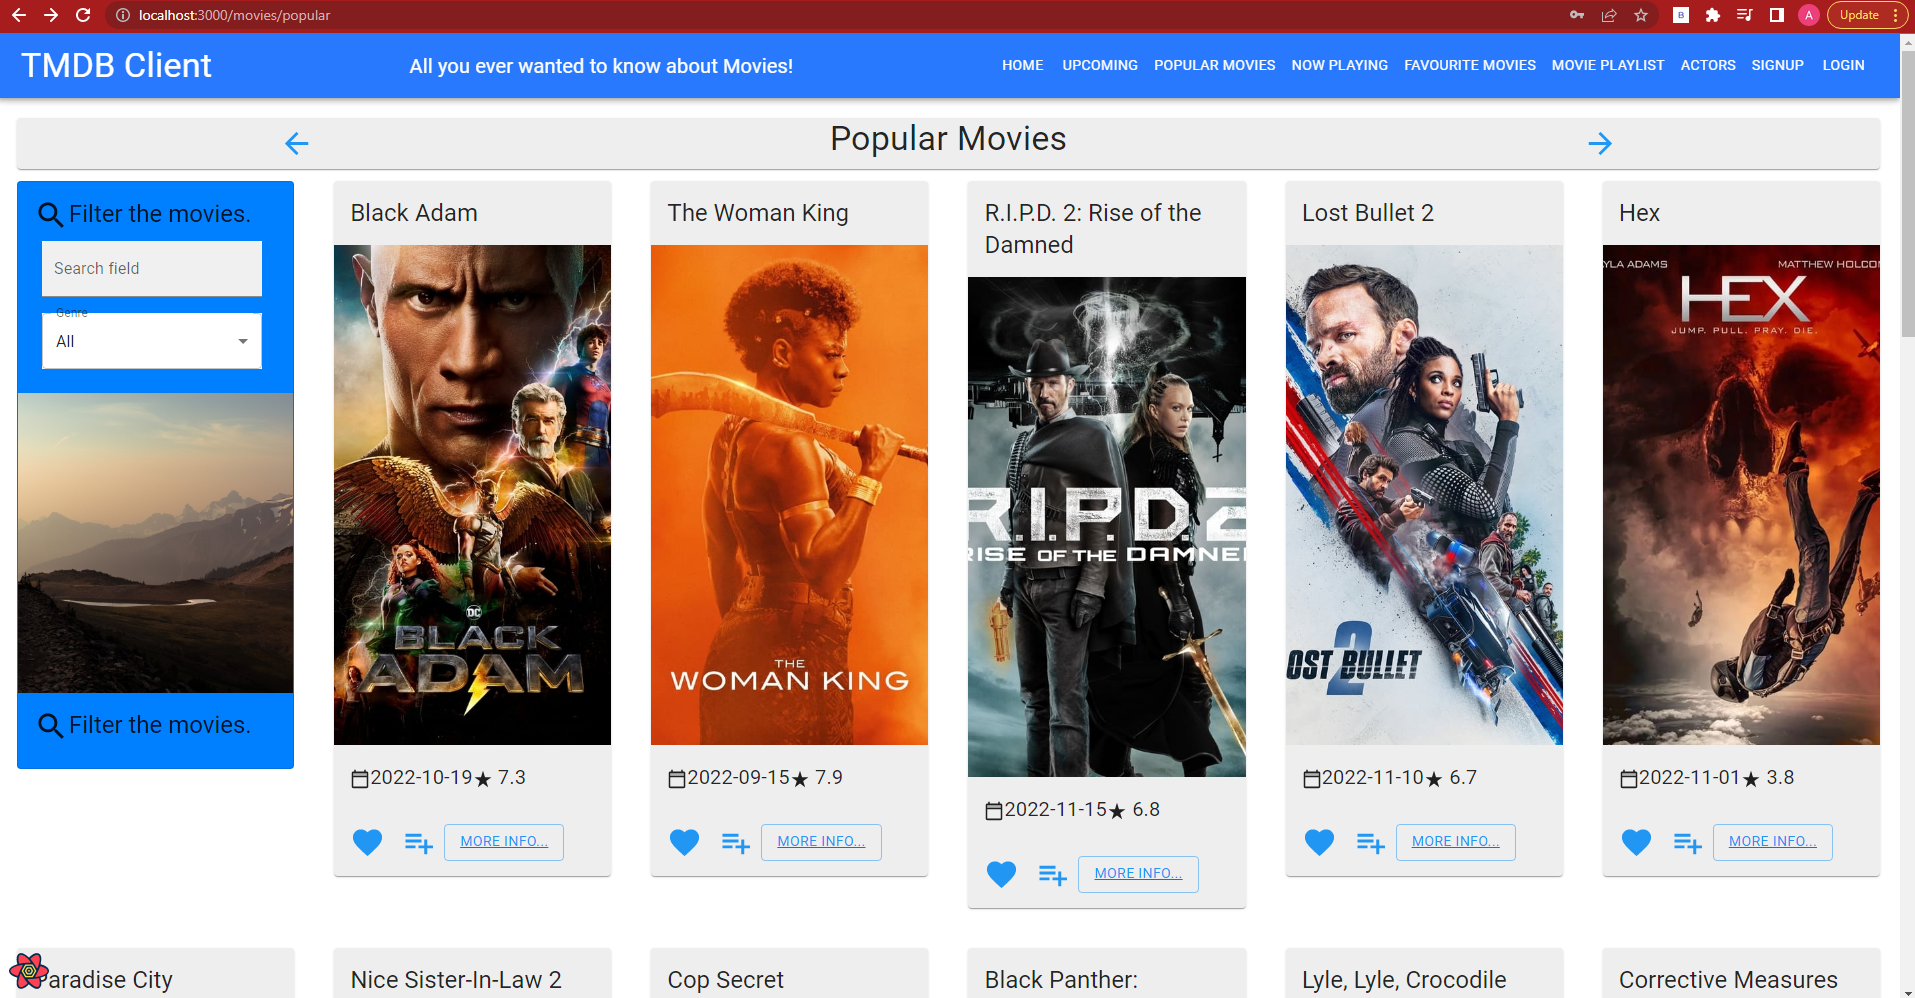 localhost:3000/movies/popular
A
Update
TMDB Client
All you ever wanted to know about Movies!
HOME UPCOMING POPULAR MOVIES NOW PLAYING FAVOURITE MOVIES MOVIE PLAYLIST ACTORS SIGNUP LOGIN
Popular Movies
Filter the movies.
Search field
Genre
All
Filter the movies.
Black Adam
DC
BLACK
ADAM
2022-10-19 7.3
MORE INFO...
The Woman King
THE
WOMAN KING
2022-09-15 7.9
MORE INFO...
R.I.P.D. 2: Rise of the
Damned
R.I.P.D.2
RISE OF THE DAMNE
2022-11-15 6.8
MORE INFO...
Lost Bullet 2
OST BULLET
2
2022-11-10 6.7
MORE INFO...
Hex
YLA ADAMS MATTHEW HOLCO
HEX
JUMP. PULL. PRAY. DIE.
2022-11-01 3.8
MORE INFO...
Paradise City
Nice Sister-In-Law 2
Cop Secret
Black Panther:
Lyle, Lyle, Crocodile
Corrective Measures